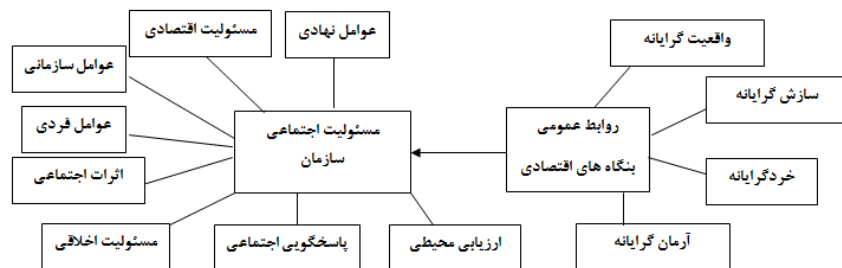 واقعیت گرایانه
عوامل نهادی
مسئولیت اقتصادی
عوامل سازمانی
سازش گرایانه
روابط عمومی
بنگاه های اقتصادی
مسئولیت اجتماعی
سازمان
عوامل فردی
خردگرایانه
اثرات اجتماعی
آرمان گرایانه
ارزیابی محیطی
پاسخگویی اجتماعی
مسئولیت اخلاقی